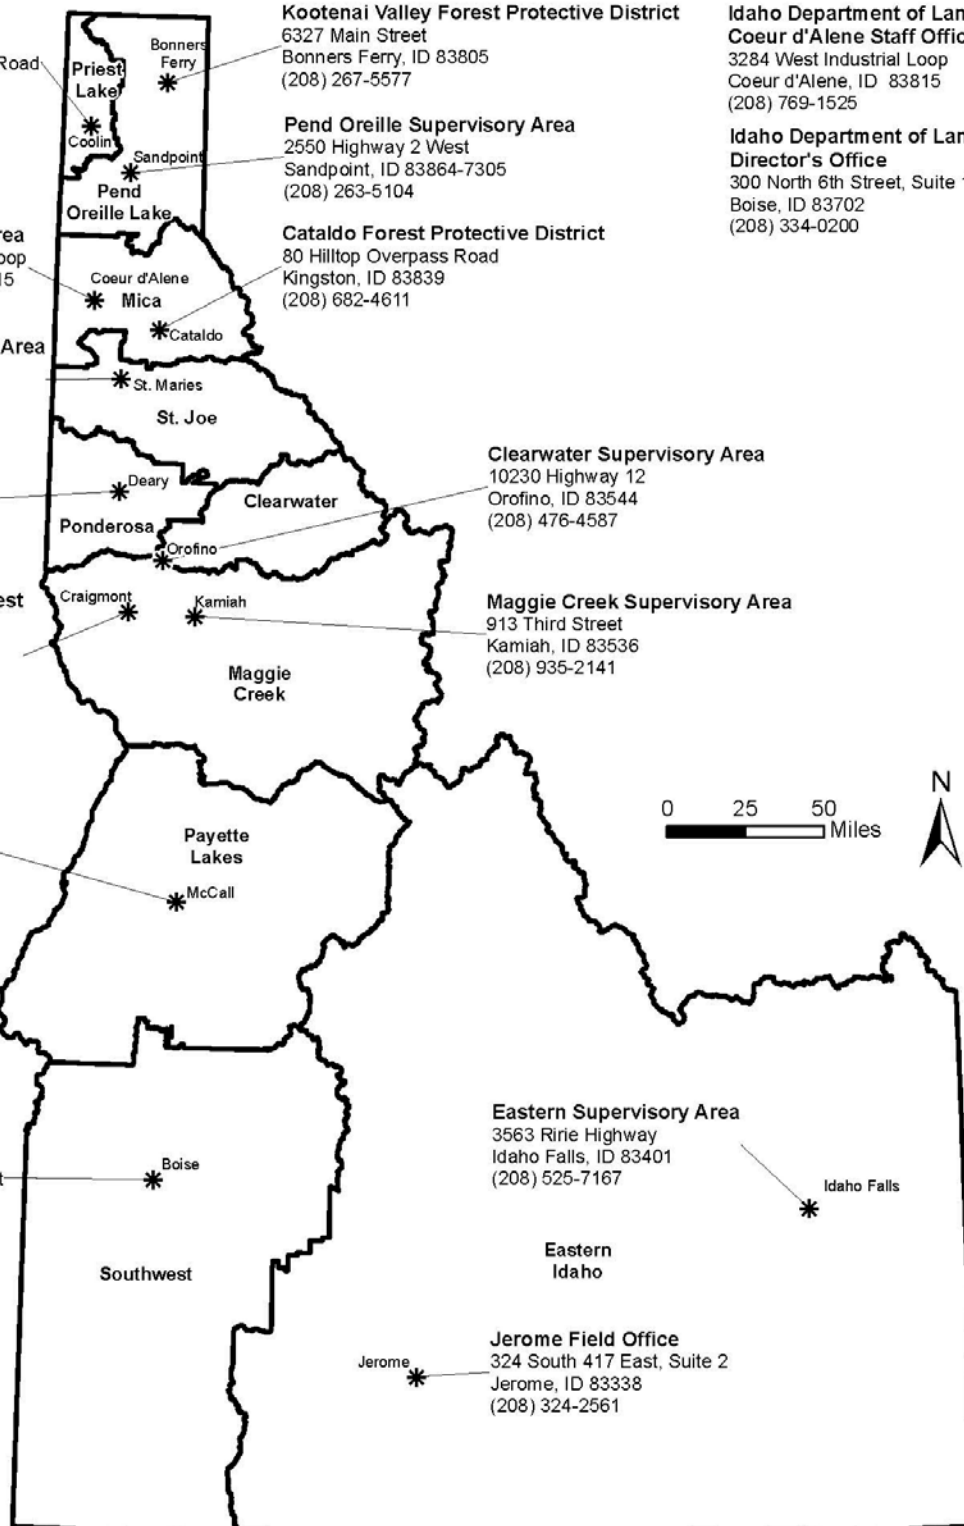 Kootenai Valley Forest Protective District
6327 Main Street
Bonners Ferry, ID 83805
(208) 267-5577
Idaho Department of
Coeur d'Alene Staff
3284 West Industrial Loop
Coeur d'Alene, ID 83815
(208) 769-1525
Idaho Department of
Director's Office
300 North 6th Street, Suite
Boise, ID 83702
(208) 334-0200
Road
Bonners
Ferry
Priest
Lake
Coolin
Pend Oreille Supervisory Area
2550 Highway 2 West
Sandpoint, ID 83864-7305
(208) 263-5104
Sandpoint
Pend
Oreille Lake
Cataldo Forest Protective District
80 Hilltop Overpass Road
Kingston, ID 83839
(208) 682-4611
Coeur d'Alene
Mica
Cataldo
Area
St. Maries
St. Joe
Clearwater Supervisory Area
10230 Highway 12
Orofino, ID 83544
(208) 476-4587
Deary
Clearwater
Ponderosa
Orofino
Craigmont
Kamiah
Maggie Creek Supervisory Area
913 Third Street
Kamiah, ID 83536
(208) 935-2141
Maggie
Creek
N
0 25 50
Miles
Payette
Lakes
McCall
Eastern Supervisory Area
3563 Ririe Highway
Idaho Falls, ID 83401
(208) 525-7167
Boise
Idaho Falls
Southwest
Eastern
Idaho
Jerome Field Office
324 South 417 East, Suite 2
Jerome, ID 83338
(208) 324-2561
Jerome